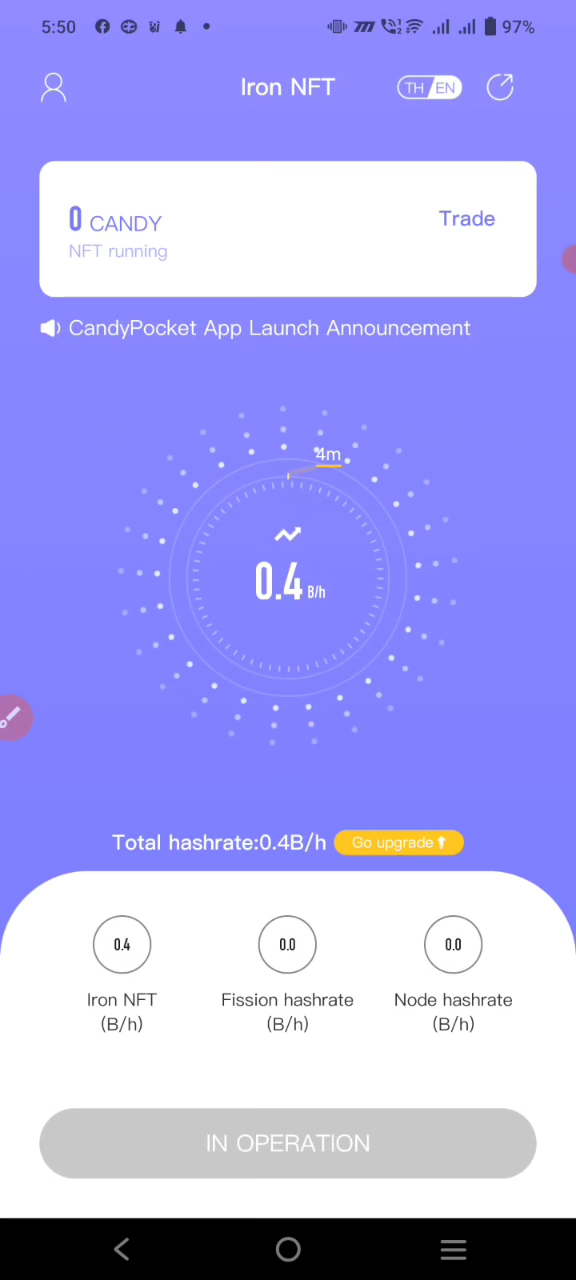 5:50 97%
Iron NFT
TH/EN
0 CANDY
Trade
NFT running
CandyPocket App Launch Announcement
4m
0.4 B/h
Total hashrate:0.4B/h
Go upgrade
0.4 0.0 0.0
Iron NFT Fission hashrate Node hashrate
(B/h) (B/h) (B/h)
IN OPERATION